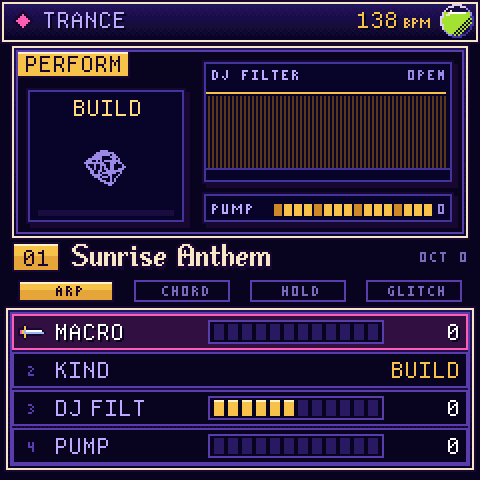 TRANCE 138 BPM
PERFORM
BUILD
DJ FILTER OPEN
PUMP 0
01 Sunrise Anthem OCT 0
ARP CHORD HOLD GLITCH
MACRO 0
2 KIND BUILD
3 DJ FILT 0
4 PUMP 0